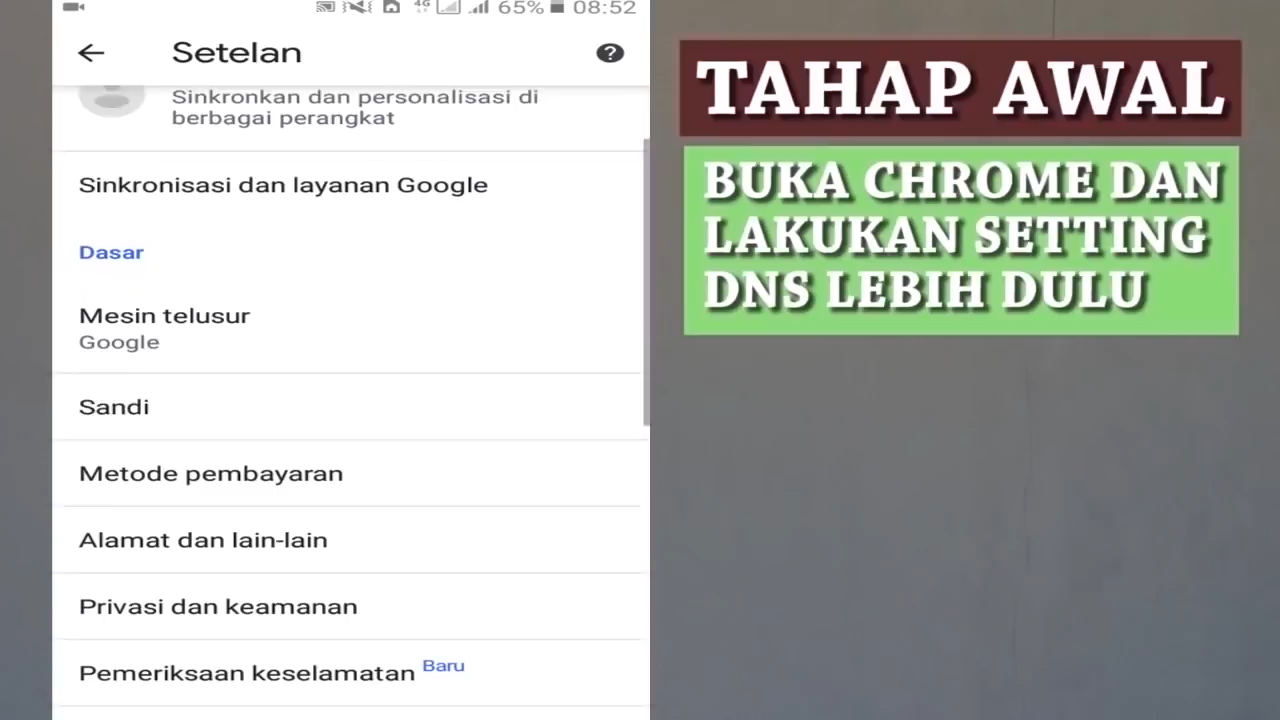 4G 65% 08:52
Setelan
Sinkronkan dan personalisasi di
berbagai perangkat
Sinkronisasi dan layanan Google
Dasar
Mesin telusur
Google
Sandi
Metode pembayaran
Alamat dan lain-lain
Privasi dan keamanan
Pemeriksaan keselamatan Baru
TAHAP AWAL
BUKA CHROME DAN
LAKUKAN SETTING
DNS LEBIH DULU